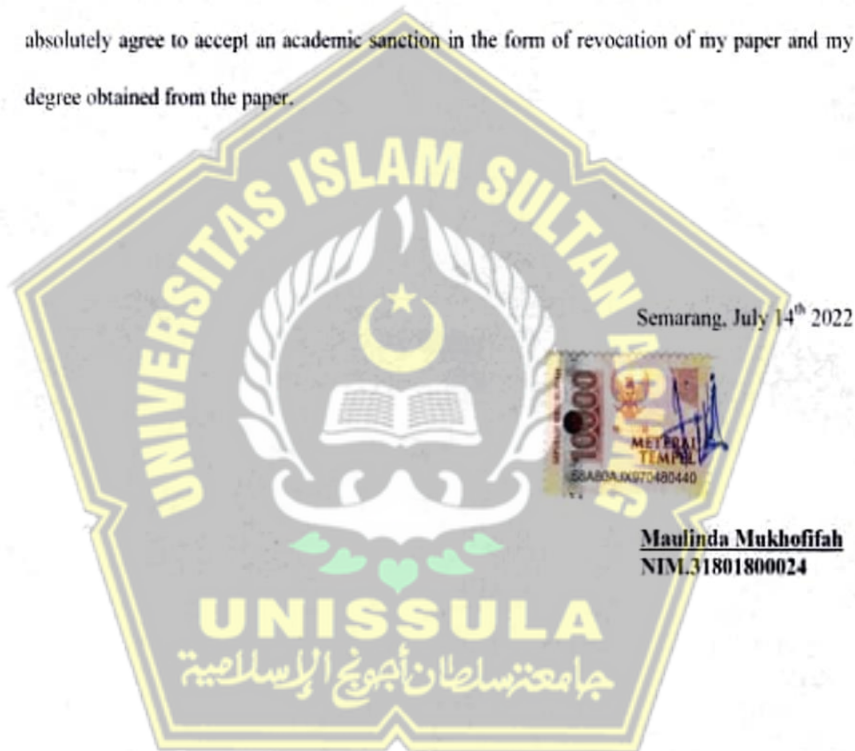 absolutely agree to accept an academic sanction in the form of revocation of my paper and my
degree obtained from the paper.
UNIVERSITAS ISLAM SULTAN AGUNG
Semarang, July 14th 2022
10000
METERAI
TEMPEL
Maulinda Mukhofifah
NIM.31801800024
UNISSULA
جامعة سلطان أجونج الإسلامية